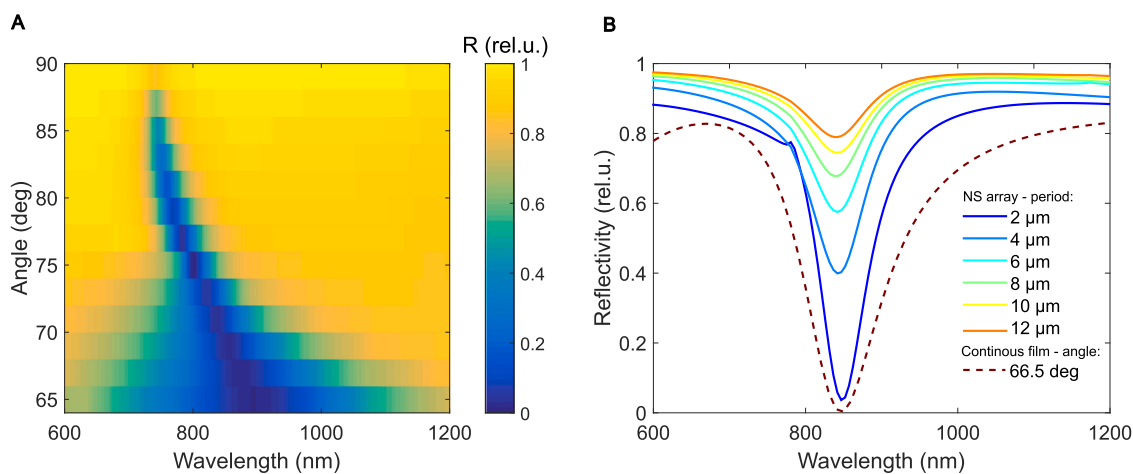 A
B
R (rel.u.)
90
85
80
75
70
65
Angle (deg)
600
800
1000
1200
Wavelength (nm)
1
0.8
0.6
0.4
0.2
0
1
0.8
0.6
0.4
0.2
0
Reflectivity (rel.u.)
600
800
1000
1200
Wavelength (nm)
NS array - period:
2 µm
4 µm
6 µm
8 µm
10 µm
12 µm
Continous film - angle:
66.5 deg